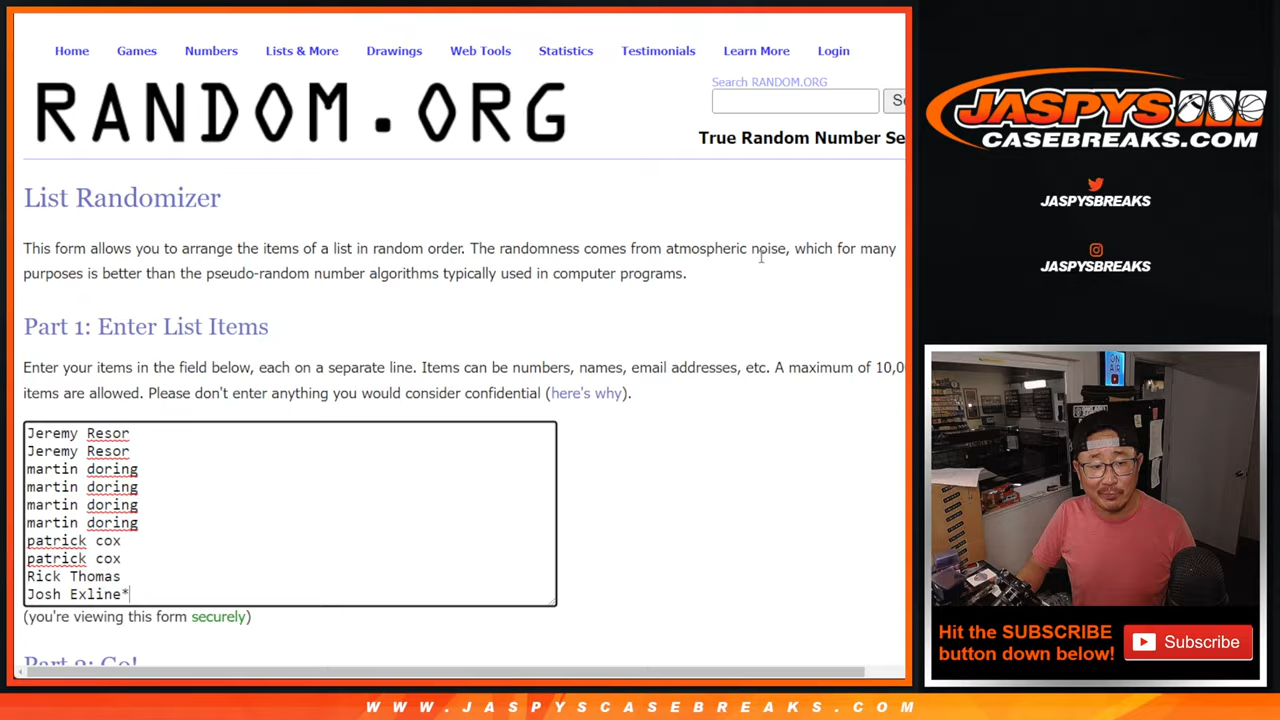 Home Games Numbers Lists & More Drawings Web Tools Statistics Testimonials Learn More Login
RANDOM.ORG
Search RANDOM.ORG
True Random Number Se
List Randomizer
This form allows you to arrange the items of a list in random order. The randomness comes from atmospheric noise, which for many
purposes is better than the pseudo-random number algorithms typically used in computer programs.
Part 1: Enter List Items
Enter your items in the field below, each on a separate line. Items can be numbers, names, email addresses, etc. A maximum of 10,0
items are allowed. Please don't enter anything you would consider confidential (here's why).
Jeremy Resor
Jeremy Resor
martin doring
martin doring
martin doring
martin doring
patrick cox
patrick cox
Rick Thomas
Josh Exline*
(you're viewing this form securely)
Part 2: Go!
JASPYS
CASEBREAKS.COM
JASPYSBREAKS
JASPYSBREAKS
ON
AIR
Hit the SUBSCRIBE
button down below!
Subscribe
WWW.JASPYSCASEBREAKS.COM